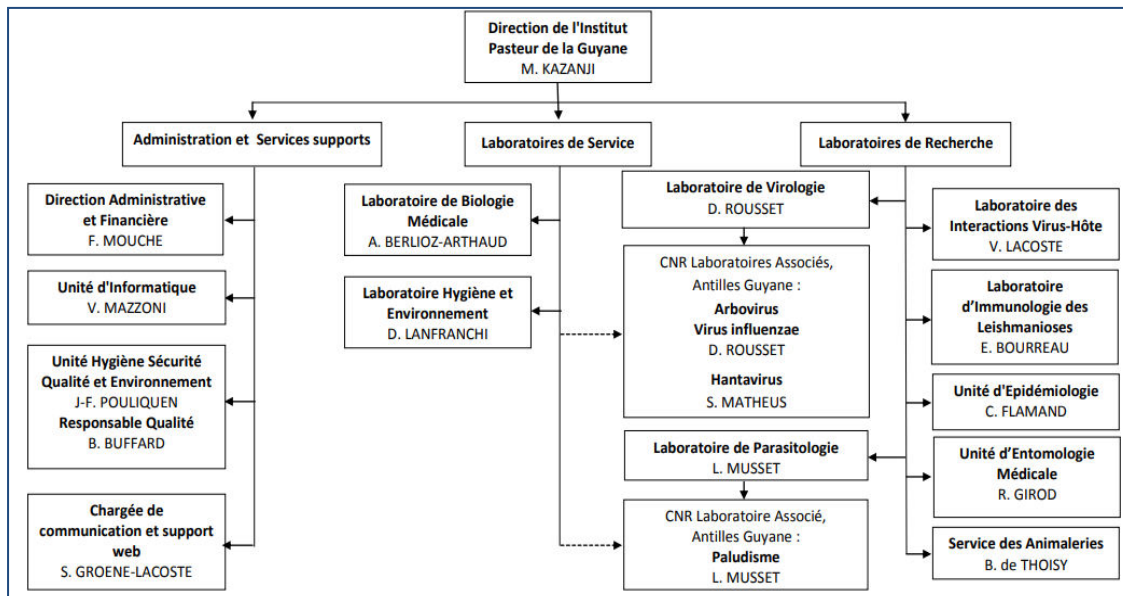 Direction de l'Institut
Pasteur de la Guyane
M. KAZANJI
Administration et Services supports
Laboratoires de Service
Laboratoires de Recherche
Direction Administrative
et Financière
F. MOUCHE
Unité d'Informatique
V. MAZZONI
Unité Hygiène Sécurité
Qualité et Environnement
J-F. POULIQUEN
Responsable Qualité
B. BUFFARD
Chargée de
communication et support
web
S. GROENE-LACOSTE
Laboratoire de Biologie
Médicale
A. BERLIOZ-ARTHAUD
Laboratoire Hygiène et
Environnement
D. LANFRANCHI
Laboratoire de Virologie
D. ROUSSET
CNR Laboratoires Associés,
Antilles Guyane :
Arbovirus
Virus influenzae
D. ROUSSET
Hantavirus
S. MATHEUS
Laboratoire de Parasitologie
L. MUSSET
CNR Laboratoire Associé,
Antilles Guyane :
Paludisme
L. MUSSET
Laboratoire des
Interactions Virus-Hôte
V. LACOSTE
Laboratoire
d’Immunologie des
Leishmanioses
E. BOURREAU
Unité d'Epidémiologie
C. FLAMAND
Unité d’Entomologie
Médicale
R. GIROD
Service des Animaleries
B. de THOISY